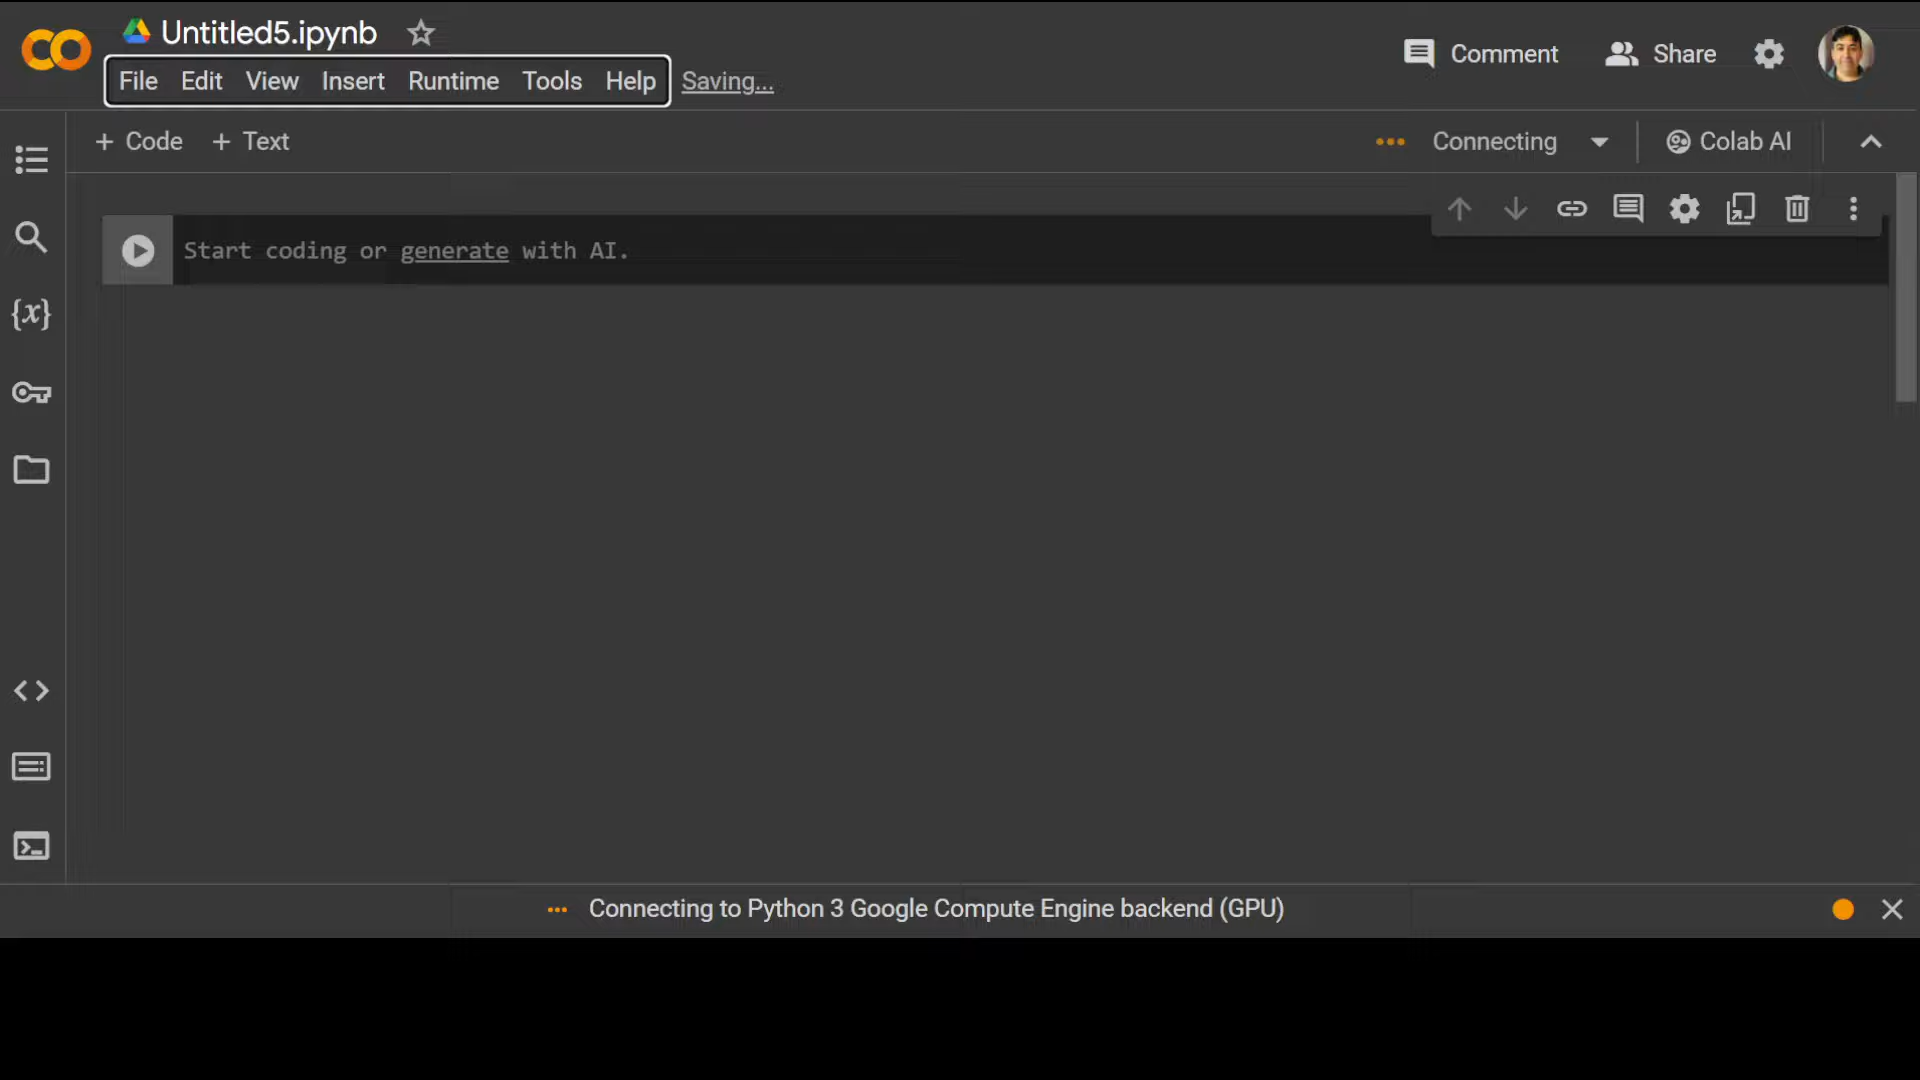 Untitled5.ipynb
File Edit View Insert Runtime Tools Help Saving...
Comment Share
+ Code + Text
Connecting Colab AI
Start coding or generate with AI.
{x}
Connecting to Python 3 Google Compute Engine backend (GPU)